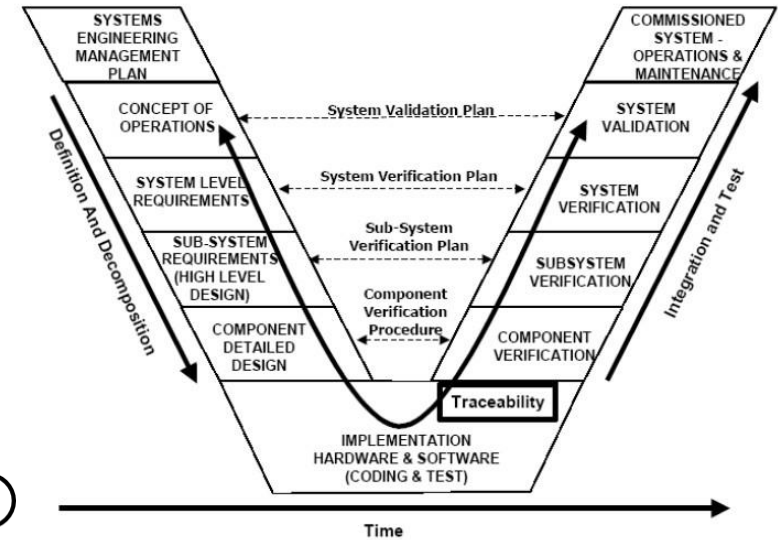 SYSTEMS
ENGINEERING
MANAGEMENT
PLAN
COMMISSIONED
SYSTEM -
OPERATIONS &
MAINTENANCE
CONCEPT OF
OPERATIONS
System Validation Plan
SYSTEM
VALIDATION
Definition And Decomposition
SYSTEM LEVEL
REQUIREMENTS
System Verification Plan
SYSTEM
VERIFICATION
Integration and Test
SUB-SYSTEM
REQUIREMENTS
(HIGH LEVEL
DESIGN)
Sub-System
Verification Plan
SUBSYSTEM
VERIFICATION
COMPONENT
DETAILED
DESIGN
Component
Verification
Procedure
COMPONENT
VERIFICATION
Traceability
IMPLEMENTATION
HARDWARE & SOFTWARE
(CODING & TEST)
Time